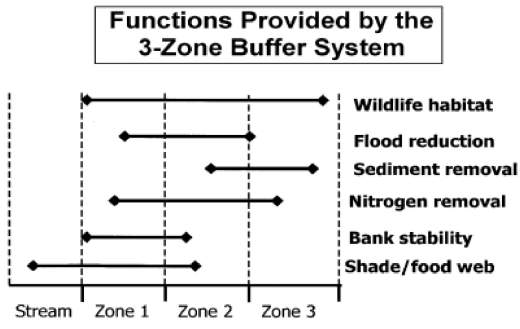 Functions Provided by the
3-Zone Buffer System
Wildlife habitat
Flood reduction
Sediment removal
Nitrogen removal
Bank stability
Shade/food web
Stream Zone 1 Zone 2 Zone 3